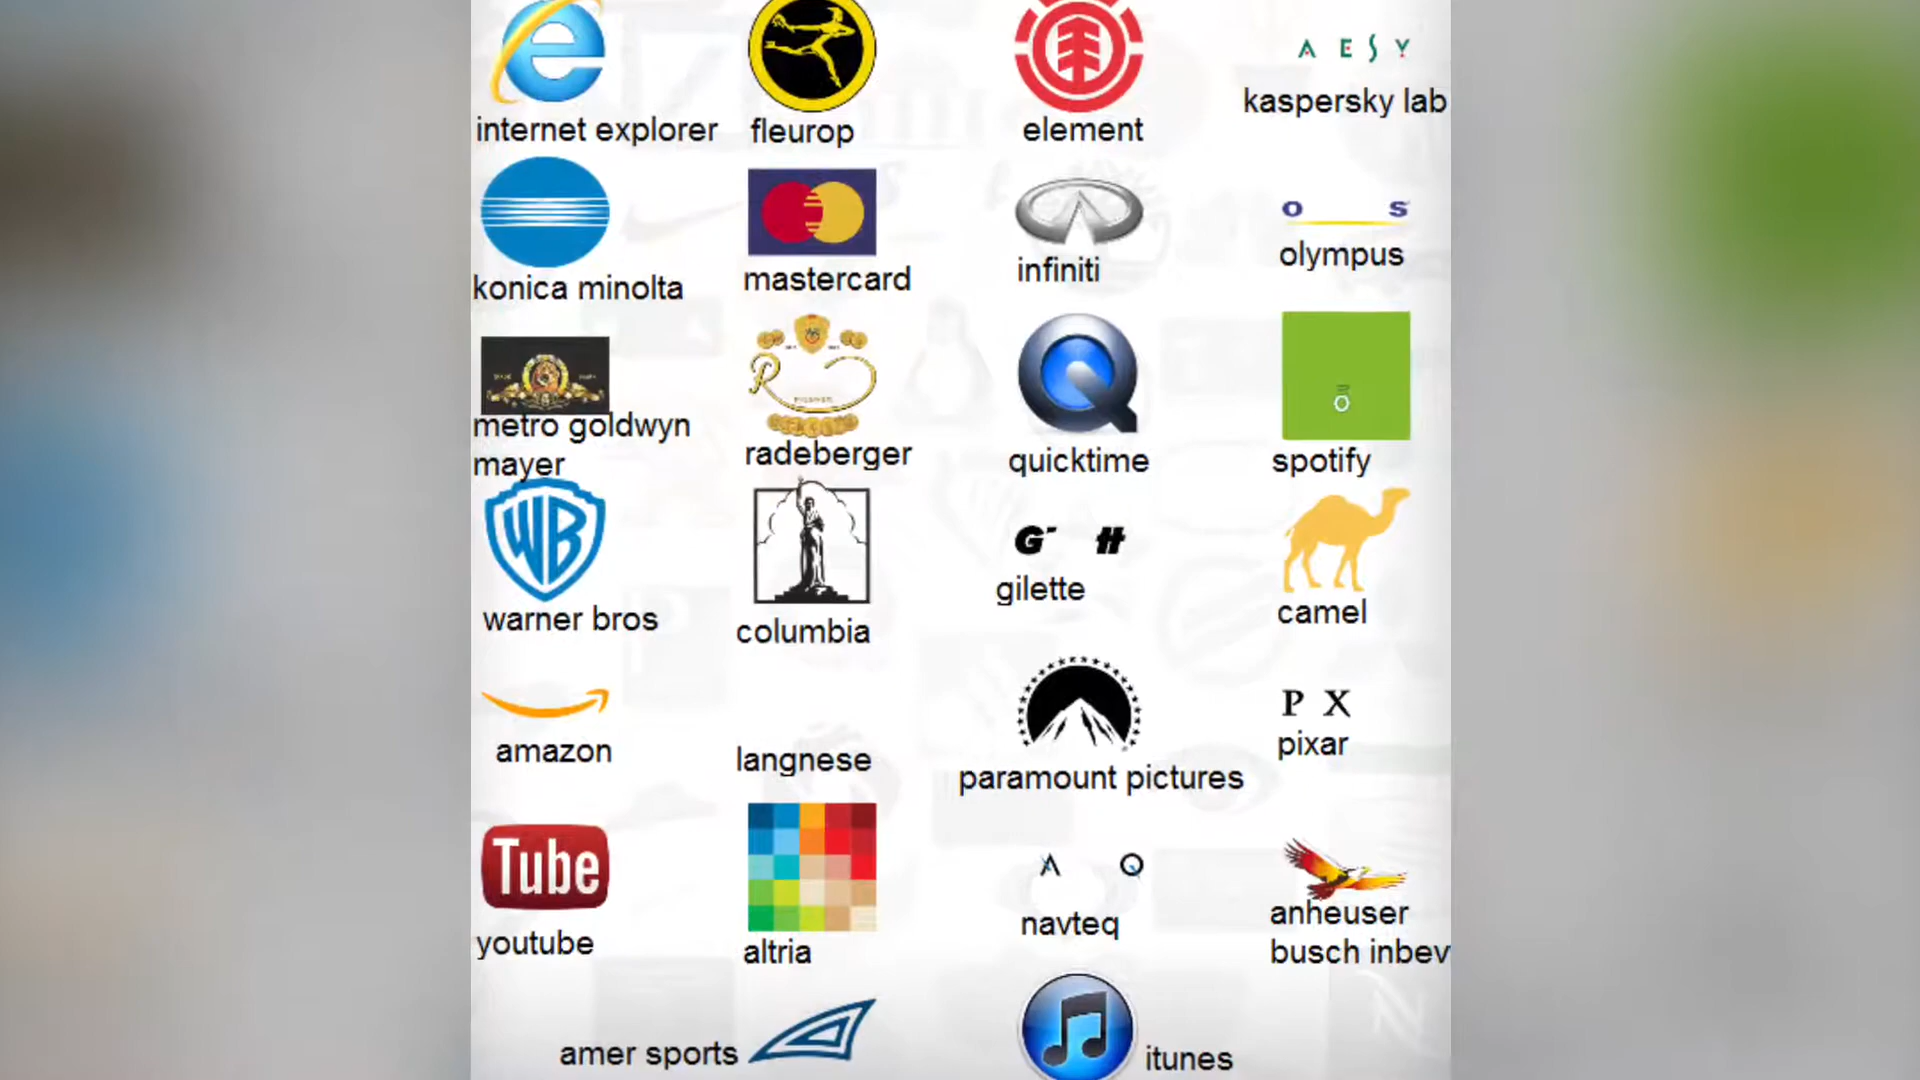 A E S Y
internet explorer
fleurop
element
kaspersky lab
O S
konica minolta
mastercard
infiniti
olympus
R
metro goldwyn
mayer
radeberger
quicktime
spotify
WB
G H
warner bros
columbia
gilette
camel
P X
amazon
langnese
paramount pictures
pixar
Tube
A Q
youtube
altria
navteq
anheuser
busch inbev
amer sports
itunes